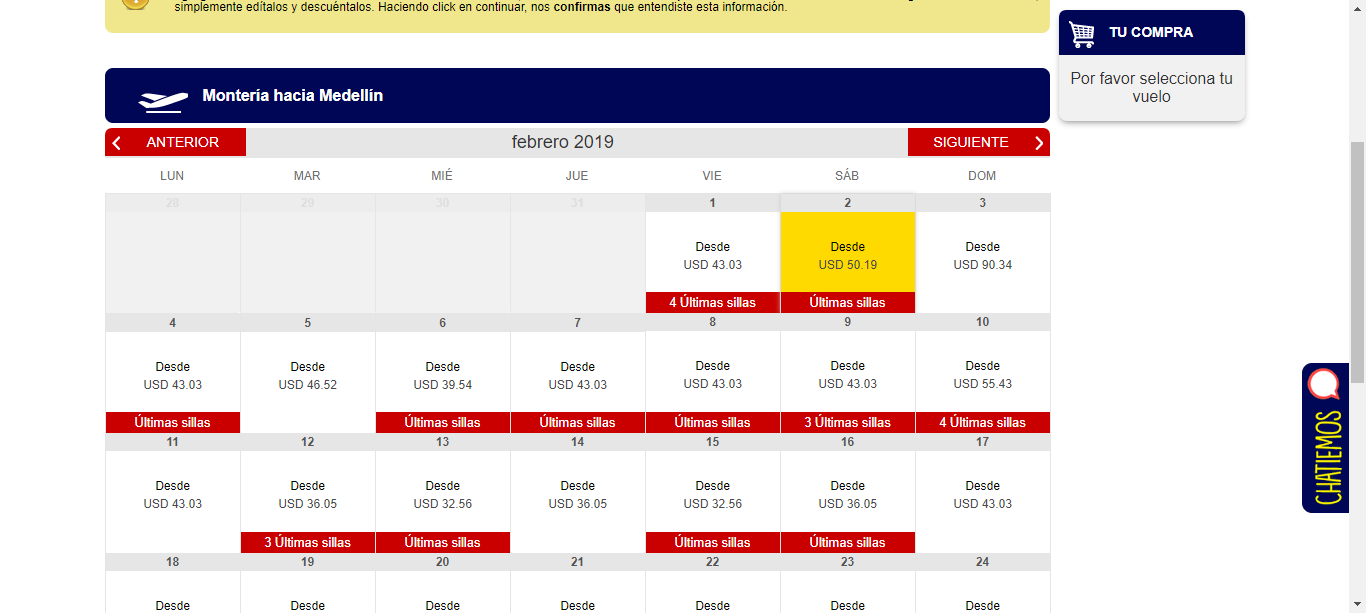 simplemente edítalos y descuéntalos. Haciendo click en continuar, nos confirmas que entendiste esta información.
TU COMPRA
Por favor selecciona tu
vuelo
Montería hacia Medellín
ANTERIOR febrero 2019 SIGUIENTE
LUN MAR MIÉ JUE VIE SÁB DOM
28 29 30 31 1 2 3
Desde Desde Desde
USD 43.03 USD 50.19 USD 90.34
4 Últimas sillas Últimas sillas
4 5 6 7 8 9 10
Desde Desde Desde Desde Desde Desde Desde
USD 43.03 USD 46.52 USD 39.54 USD 43.03 USD 43.03 USD 43.03 USD 55.43
Últimas sillas Últimas sillas Últimas sillas Últimas sillas 3 Últimas sillas 4 Últimas sillas
11 12 13 14 15 16 17
Desde Desde Desde Desde Desde Desde Desde
USD 43.03 USD 36.05 USD 32.56 USD 36.05 USD 32.56 USD 36.05 USD 43.03
3 Últimas sillas Últimas sillas Últimas sillas Últimas sillas
18 19 20 21 22 23 24
Desde Desde Desde Desde Desde Desde Desde
CHATIEMOS